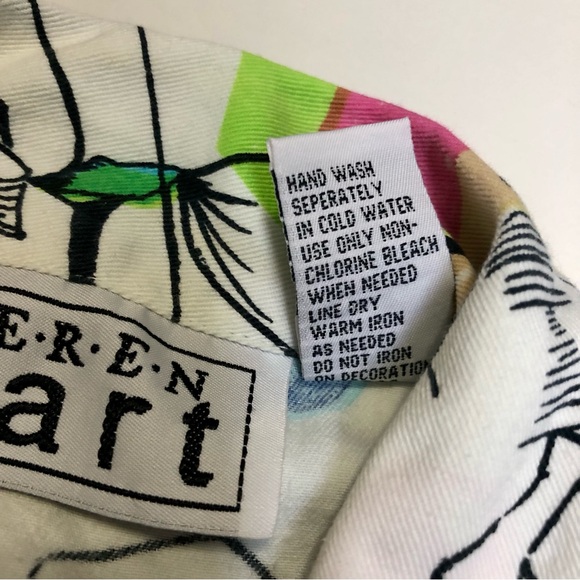 E·R·E·N
art
HAND WASH
SEPERATELY
IN COLD WATER
USE ONLY NON-
CHLORINE BLEACH
WHEN NEEDED
LINE DRY
WARM IRON
AS NEEDED
DO NOT IRON
ON DECORATION